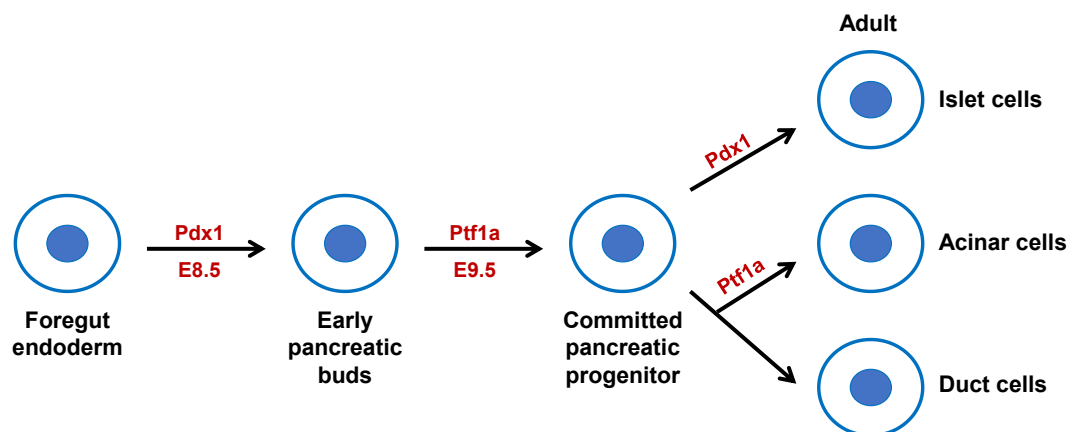 Adult
Islet cells
Pdx1
Pdx1
E8.5
Ptf1a
E9.5
Acinar cells
Ptf1a
Foregut
endoderm
Early
pancreatic
buds
Committed
pancreatic
progenitor
Duct cells